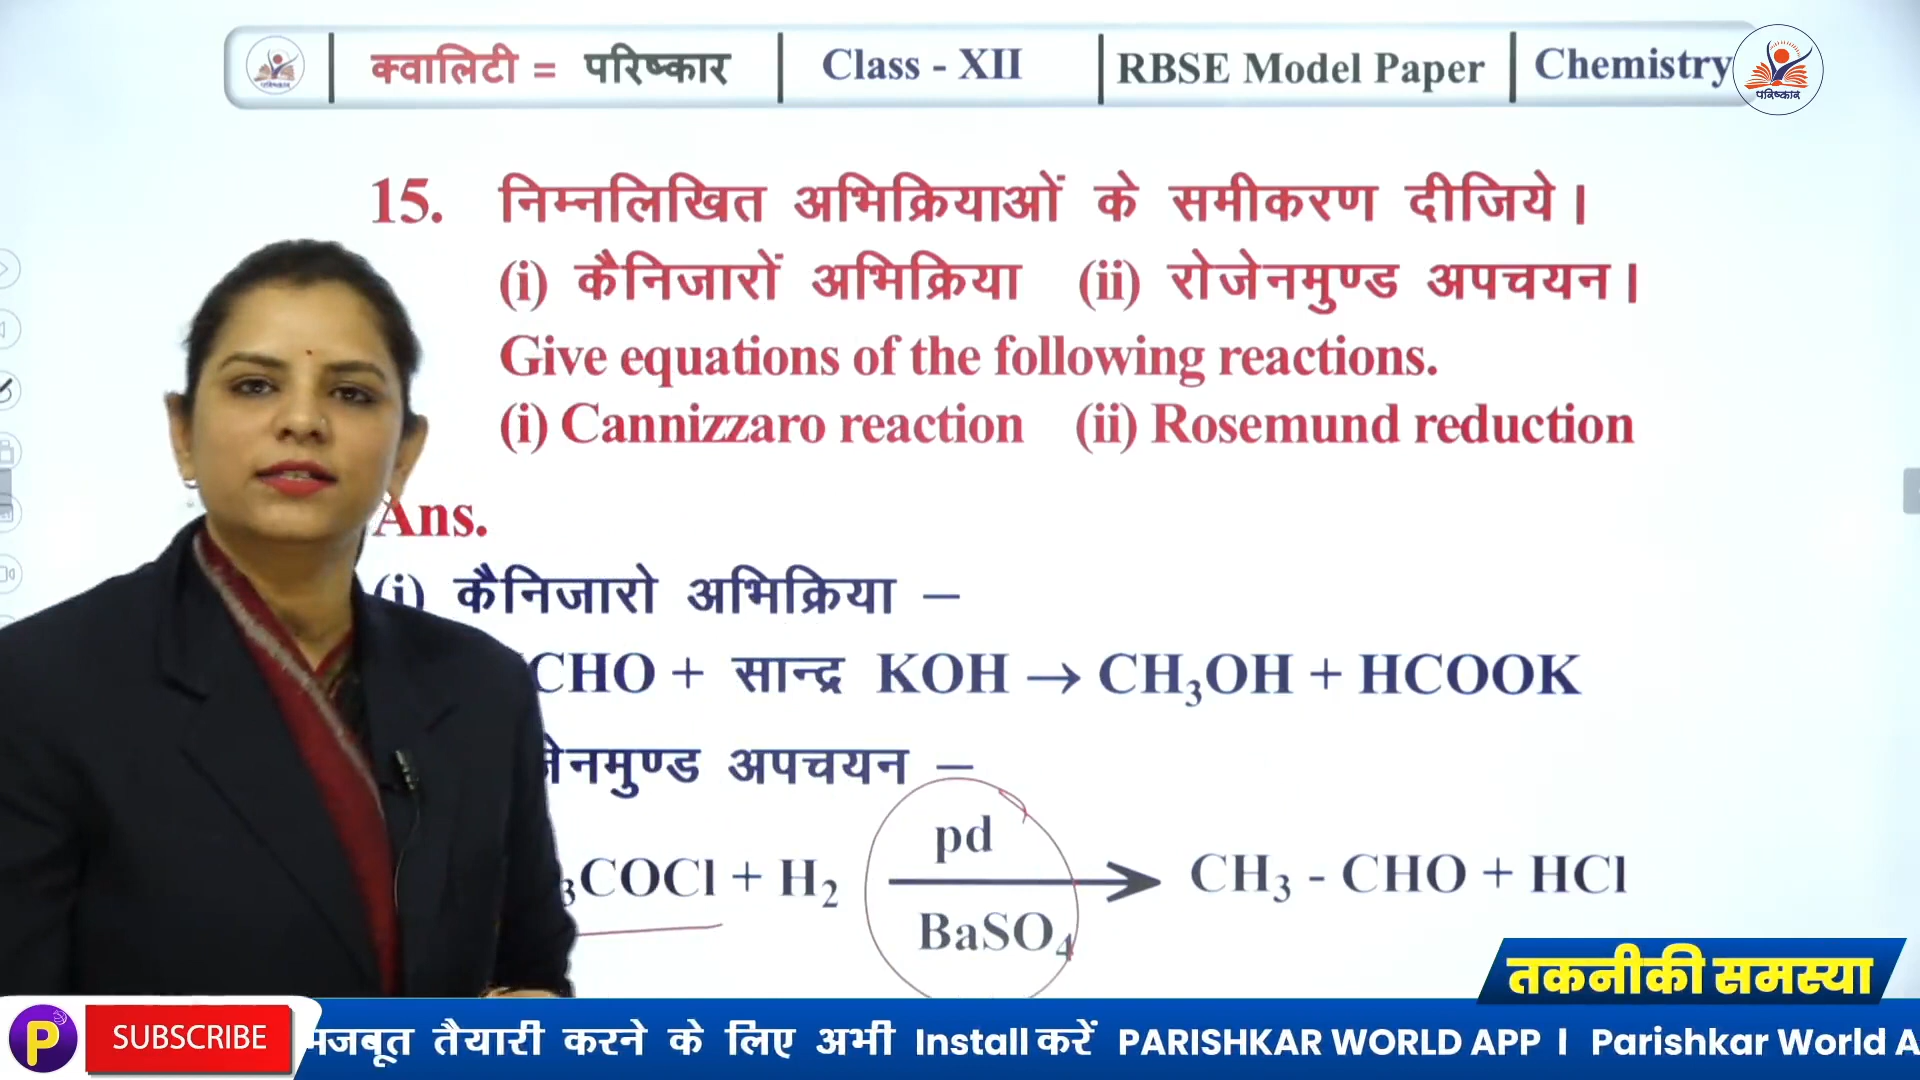 क्वालिटी = परिष्कार | Class - XII | RBSE Model Paper | Chemistry
परिष्कार
15. निम्नलिखित अभिक्रियाओं के समीकरण दीजिये।
(i) कैनिजारों अभिक्रिया (ii) रोजेनमुण्ड अपचयन।
Give equations of the following reactions.
(i) Cannizzaro reaction (ii) Rosemund reduction
Ans.
(i) कैनिजारो अभिक्रिया –
CHO + सान्द्र KOH → CH₃OH + HCOOK
जेनमुण्ड अपचयन –
pd
₃COCl + H₂ → CH₃ - CHO + HCl
BaSO₄
तकनीकी समस्या
P SUBSCRIBE मजबूत तैयारी करने के लिए अभी Install करें PARISHKAR WORLD APP । Parishkar World A